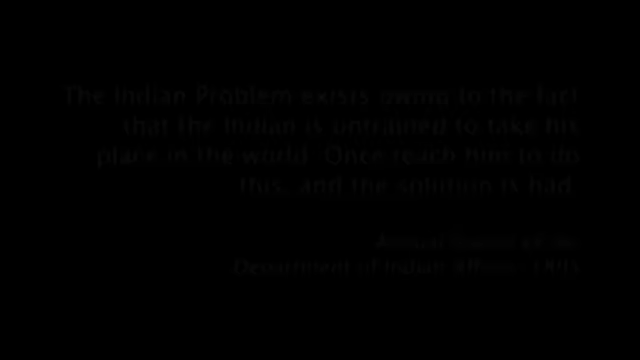 The Indian Problem exists owing to the fact
that the Indian is untrained to take his
place in the world. Once teach him to do
this, and the solution is had.
Annual Report of the
Department of Indian Affairs